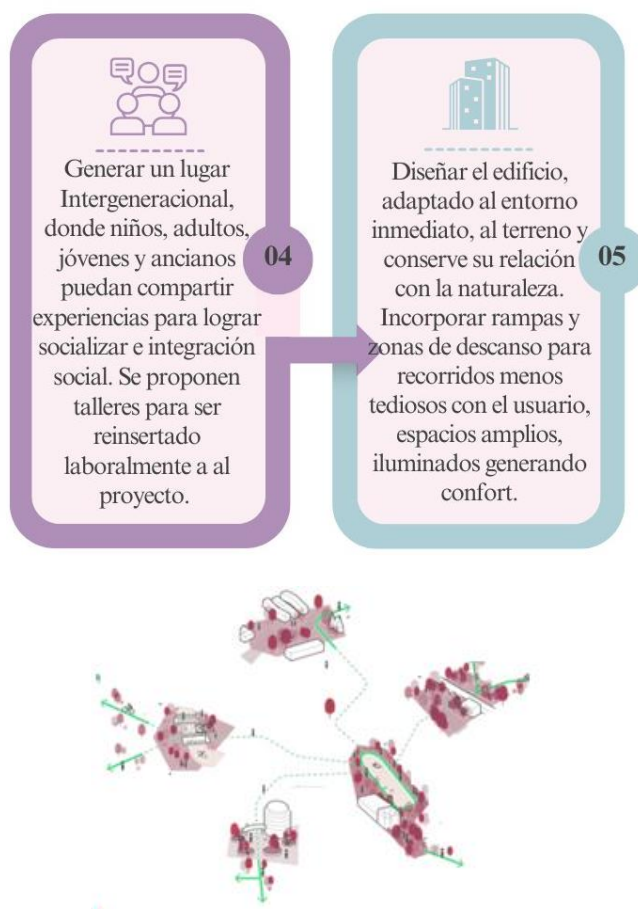 Generar un lugar
Intergeneracional,
donde niños, adultos,
jóvenes y ancianos
puedan compartir
experiencias para lograr
socializar e integración
social. Se proponen
talleres para ser
reinsertado
laboralmente a al
proyecto.
04
Diseñar el edificio,
adaptado al entorno
inmediato, al terreno y
conserve su relación
con la naturaleza.
Incorporar rampas y
zonas de descanso para
recorridos menos
tediosos con el usuario,
espacios amplios,
iluminados generando
confort.
05